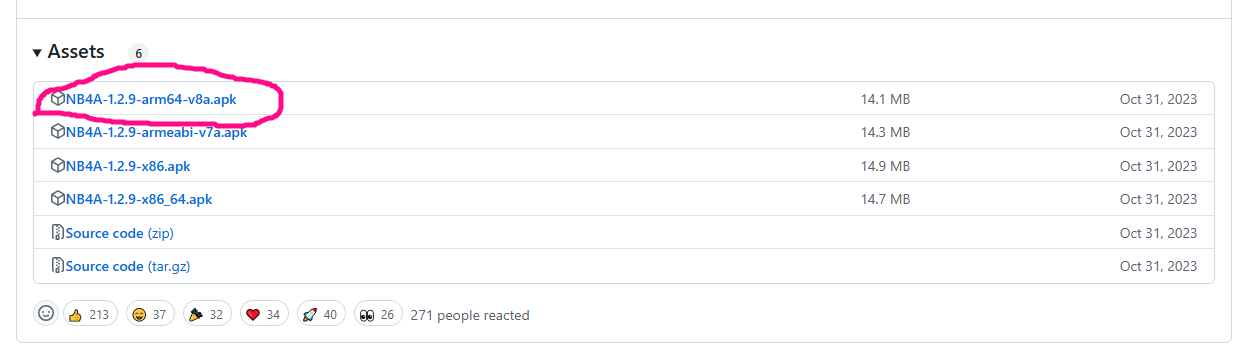 Assets 6
NB4A-1.2.9-arm64-v8a.apk 14.1 MB Oct 31, 2023
NB4A-1.2.9-armeabi-v7a.apk 14.3 MB Oct 31, 2023
NB4A-1.2.9-x86.apk 14.9 MB Oct 31, 2023
NB4A-1.2.9-x86_64.apk 14.7 MB Oct 31, 2023
Source code (zip) Oct 31, 2023
Source code (tar.gz) Oct 31, 2023
213 37 32 34 40 26 271 people reacted